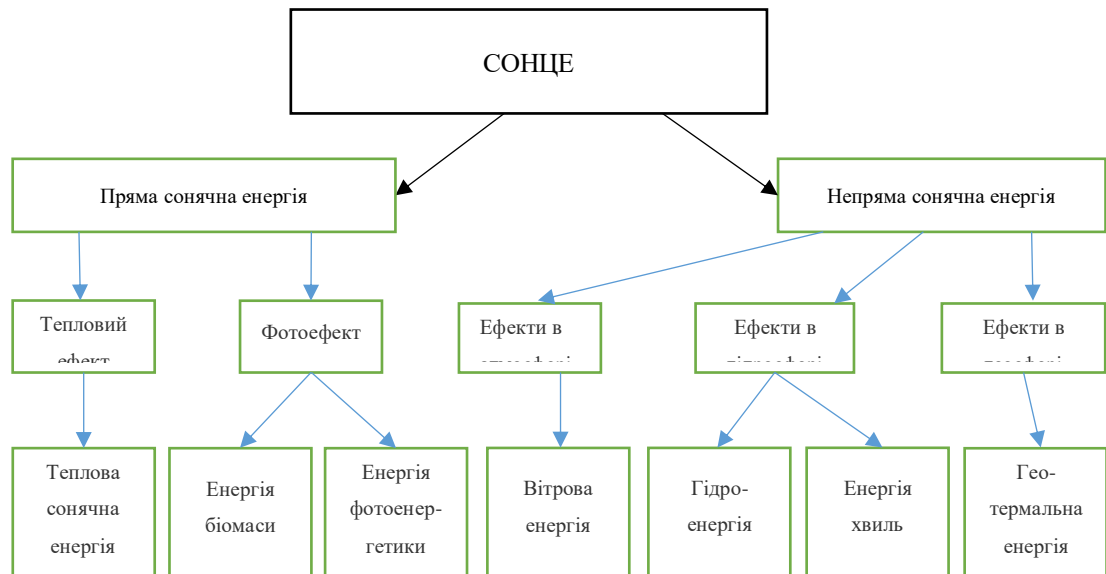 СОНЦЕ
Пряма сонячна енергія
Непряма сонячна енергія
Тепловий
ефект
Фотоефект
Ефекти в
Ефекти в
Ефекти в
Теплова
сонячна
енергія
Енергія
біомаси
Енергія
фотоенер-
гетики
Вітрова
енергія
Гідро-
енергія
Енергія
хвиль
Гео-
термальна
енергія